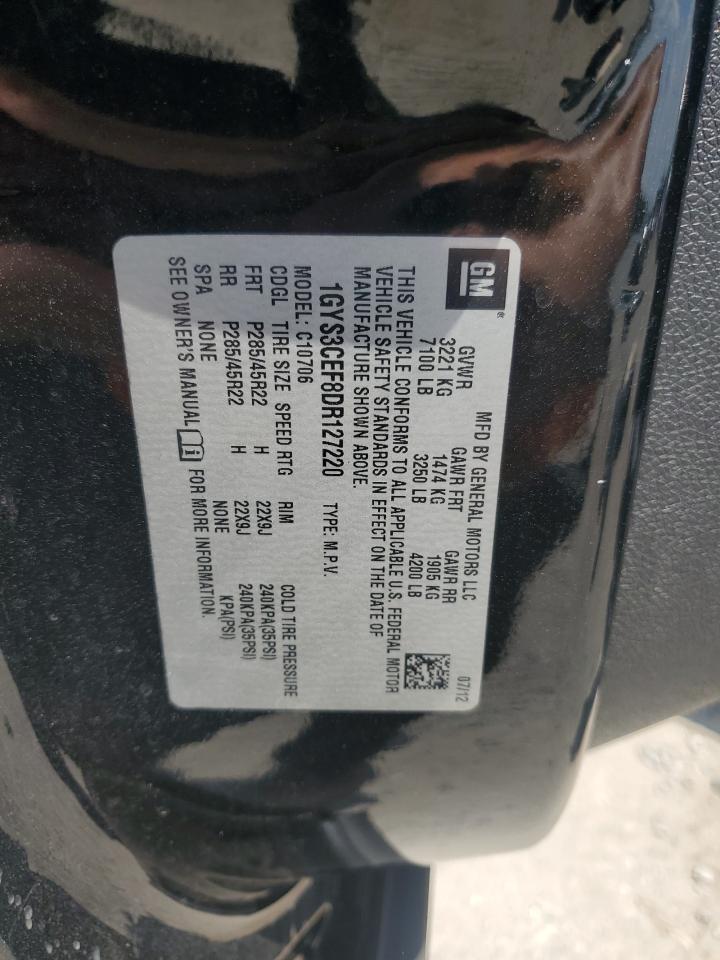 GM®
MFD BY GENERAL MOTORS LLC 07/12
GVWR GAWR FRT GAWR RR
3221 KG 1474 KG 1905 KG
7100 LB 3250 LB 4200 LB
THIS VEHICLE CONFORMS TO ALL APPLICABLE U.S. FEDERAL MOTOR
VEHICLE SAFETY STANDARDS IN EFFECT ON THE DATE OF
MANUFACTURE SHOWN ABOVE.
1GYS3CEF8DR127220 TYPE: M.P.V.
MODEL: C10706
CDGL TIRE SIZE SPEED RTG RIM COLD TIRE PRESSURE
FRT P285/45R22 H 22X9J 240KPA(35PSI)
RR P285/45R22 H 22X9J 240KPA(35PSI)
SPA NONE NONE KPA(PSI)
SEE OWNER'S MANUAL i FOR MORE INFORMATION.